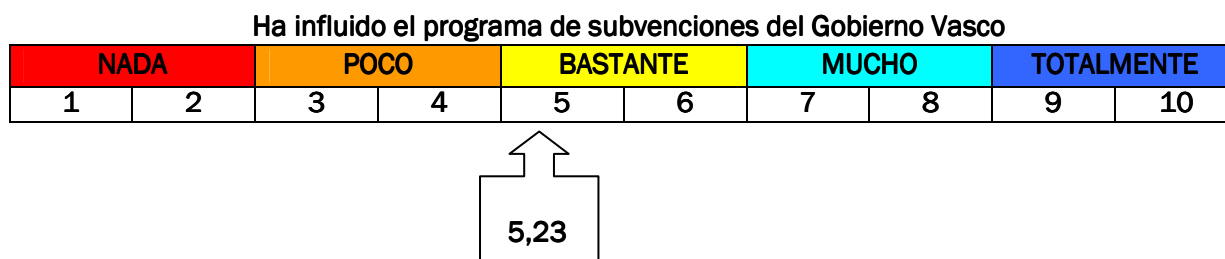 Ha influido el programa de subvenciones del Gobierno Vasco
NADA POCO BASTANTE MUCHO TOTALMENTE
1 2 3 4 5 6 7 8 9 10
5,23